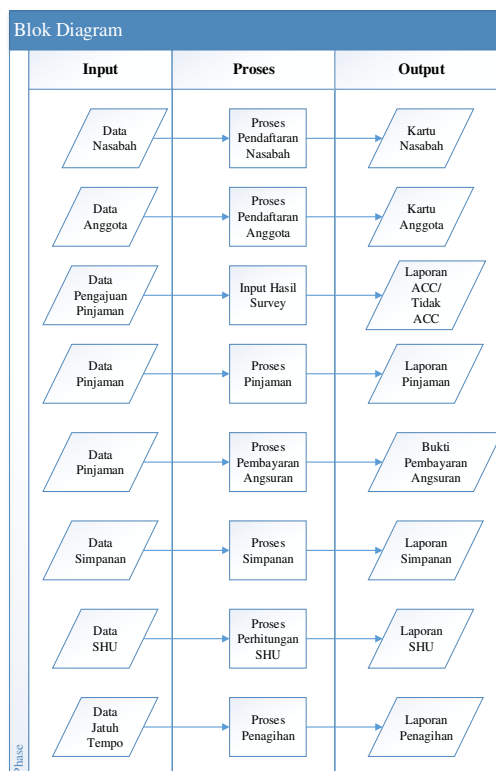 Blok Diagram
Input
Proses
Output
Data
Nasabah
Proses
Pendaftaran
Nasabah
Kartu
Nasabah
Data
Anggota
Proses
Pendaftaran
Anggota
Kartu
Anggota
Data
Pengajuan
Pinjaman
Input Hasil
Survey
Laporan
ACC/
Tidak
ACC
Data
Pinjaman
Proses
Pinjaman
Laporan
Pinjaman
Data
Pinjaman
Proses
Pembayaran
Angsuran
Bukti
Pembayaran
Angsuran
Data
Simpanan
Proses
Simpanan
Laporan
Simpanan
Data
SHU
Proses
Perhitungan
SHU
Laporan
SHU
Data
Jatuh
Tempo
Proses
Penagihan
Laporan
Penagihan
Phase